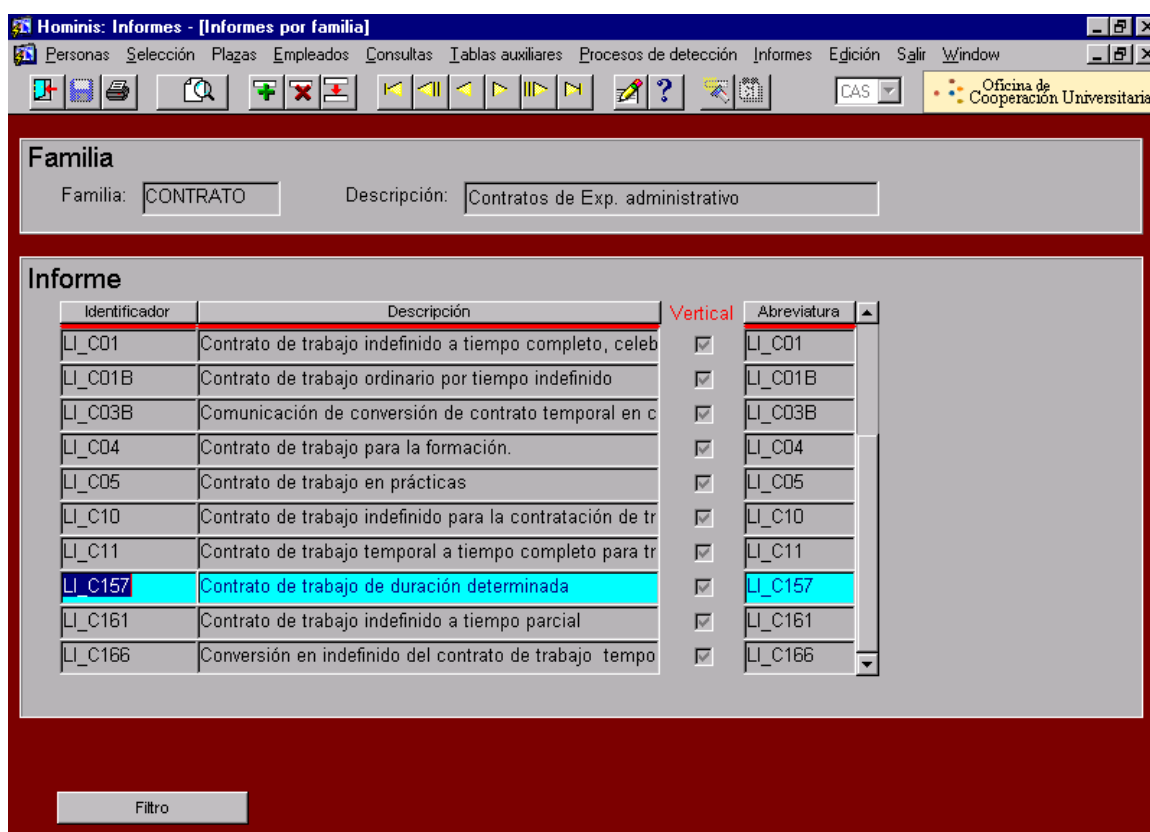 Hominis: Informes - [Informes por familia]
Personas Selección Plazas Empleados Consultas Tablas auxiliares Procesos de detección Informes Edición Salir Window
CAS
Oficina de
Cooperación Universitaria
Familia
Familia: CONTRATO Descripción: Contratos de Exp. administrativo
Informe
Identificador Descripción Vertical Abreviatura
LI_C01 Contrato de trabajo indefinido a tiempo completo, celeb LI_C01
LI_C01B Contrato de trabajo ordinario por tiempo indefinido LI_C01B
LI_C03B Comunicación de conversión de contrato temporal en c LI_C03B
LI_C04 Contrato de trabajo para la formación. LI_C04
LI_C05 Contrato de trabajo en prácticas LI_C05
LI_C10 Contrato de trabajo indefinido para la contratación de tr LI_C10
LI_C11 Contrato de trabajo temporal a tiempo completo para tr LI_C11
LI_C157 Contrato de trabajo de duración determinada LI_C157
LI_C161 Contrato de trabajo indefinido a tiempo parcial LI_C161
LI_C166 Conversión en indefinido del contrato de trabajo tempo LI_C166
Filtro